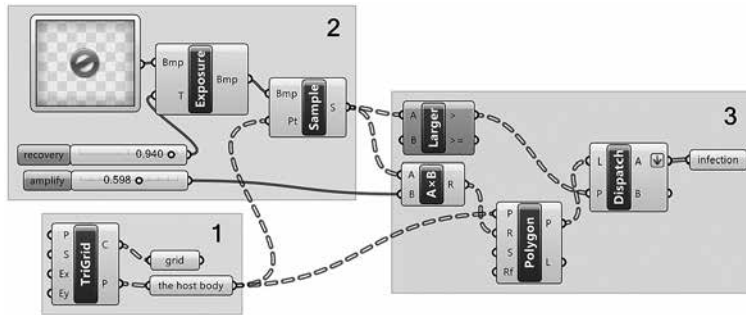 2
Bmp
T
Exposure
Bmp
Bmp
Pt
Sample
S
recovery
0.940
amplify
0.598
3
A
B
Larger
>
>=
A
B
A×B
R
P
R
S
Rf
Polygon
P
L
L
P
Dispatch
A
B
infection
1
P
S
Ex
Ey
TriGrid
C
P
grid
the host body